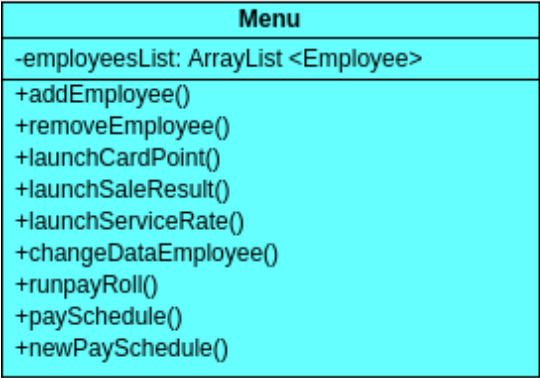 Menu
-employeesList: ArrayList <Employee>
+addEmployee()
+removeEmployee()
+launchCardPoint()
+launchSaleResult()
+launchServiceRate()
+changeDataEmployee()
+runpayRoll()
+paySchedule()
+newPaySchedule()